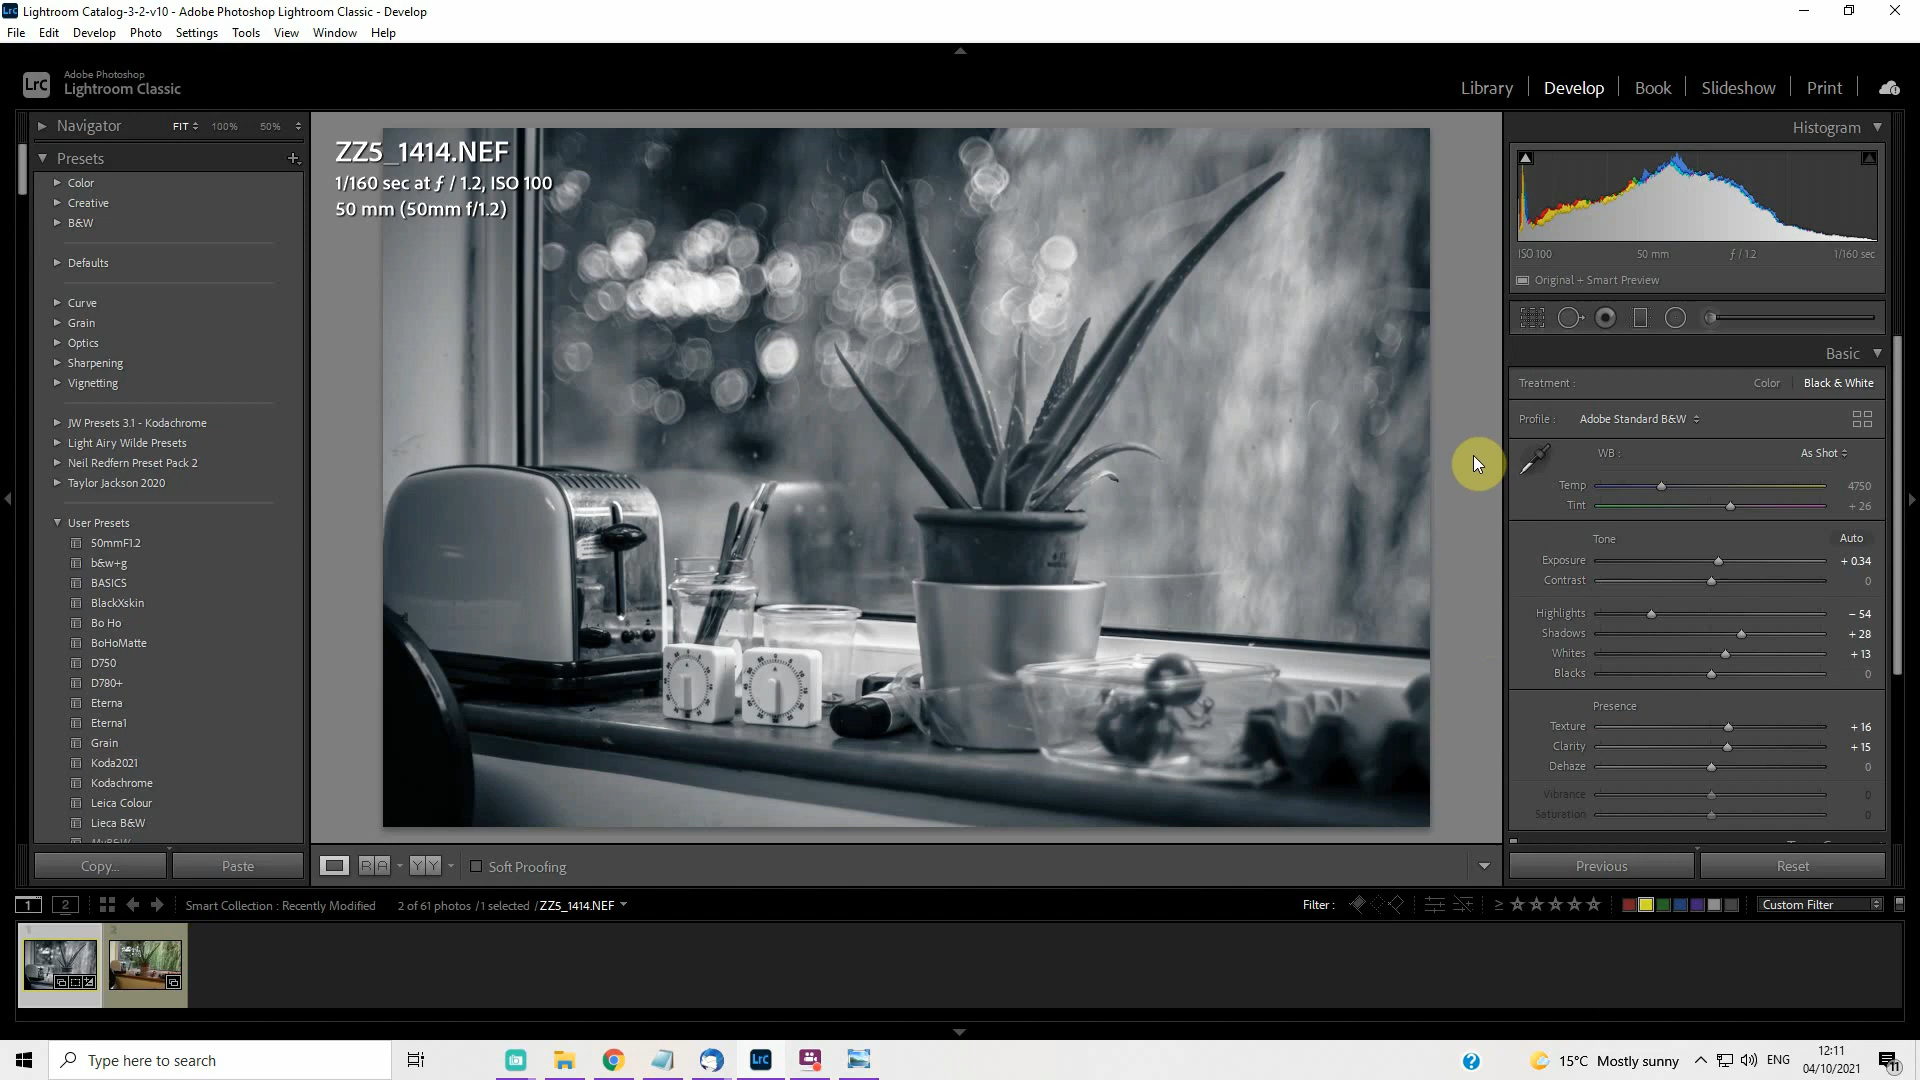 Lightroom Catalog-3-2-v10 - Adobe Photoshop Lightroom Classic - Develop
File Edit Develop Photo Settings Tools View Window Help
Lrc Adobe Photoshop
Lightroom Classic
Library Develop Book Slideshow Print
Navigator FIT 100% 50%
Histogram
Presets
Color
Creative
B&W
Defaults
Curve
Grain
Optics
Sharpening
Vignetting
JW Presets 3.1 - Kodachrome
Light Airy Wilde Presets
Neil Redfern Preset Pack 2
Taylor Jackson 2020
User Presets
50mmF1.2
b&w+g
BASICS
BlackXskin
Bo Ho
BoHoMatte
D750
D780+
Eterna
Eterna1
Grain
Koda2021
Kodachrome
Leica Colour
Lieca B&W
Copy... Paste
ZZ5_1414.NEF
1/160 sec at ƒ / 1.2, ISO 100
50 mm (50mm f/1.2)
ISO 100 50 mm ƒ / 1.2 1/160 sec
Original + Smart Preview
Basic
Treatment : Color Black & White
Profile : Adobe Standard B&W
WB : As Shot
Temp 4750
Tint + 26
Tone Auto
Exposure + 0.34
Contrast 0
Highlights − 54
Shadows + 28
Whites + 13
Blacks 0
Presence
Texture + 16
Clarity + 15
Dehaze 0
Vibrance 0
Saturation 0
Previous Reset
R A Y Y Soft Proofing
1 2 Smart Collection : Recently Modified 2 of 61 photos / 1 selected / ZZ5_1414.NEF Filter : ≥ Custom Filter
1 2
Type here to search
Lrc
15°C Mostly sunny ENG 12:11
04/10/2021
11